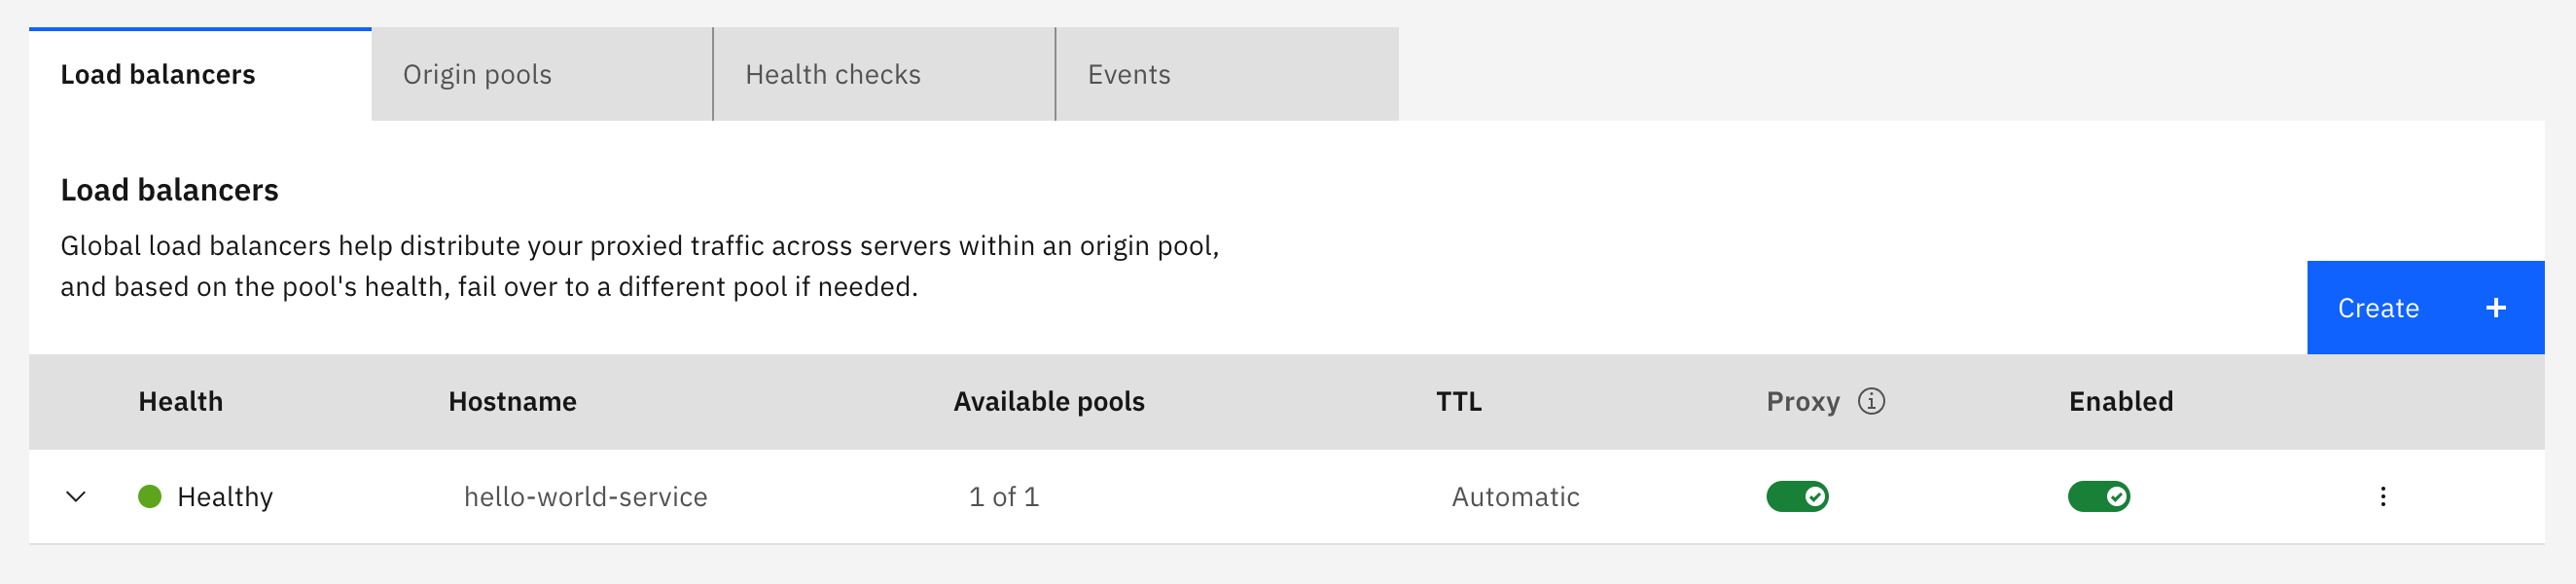 Load balancers
Origin pools
Health checks
Events
Load balancers
Global load balancers help distribute your proxied traffic across servers within an origin pool,
and based on the pool's health, fail over to a different pool if needed.
Create
Health
Hostname
Available pools
TTL
Proxy
Enabled
Healthy
hello-world-service
1 of 1
Automatic